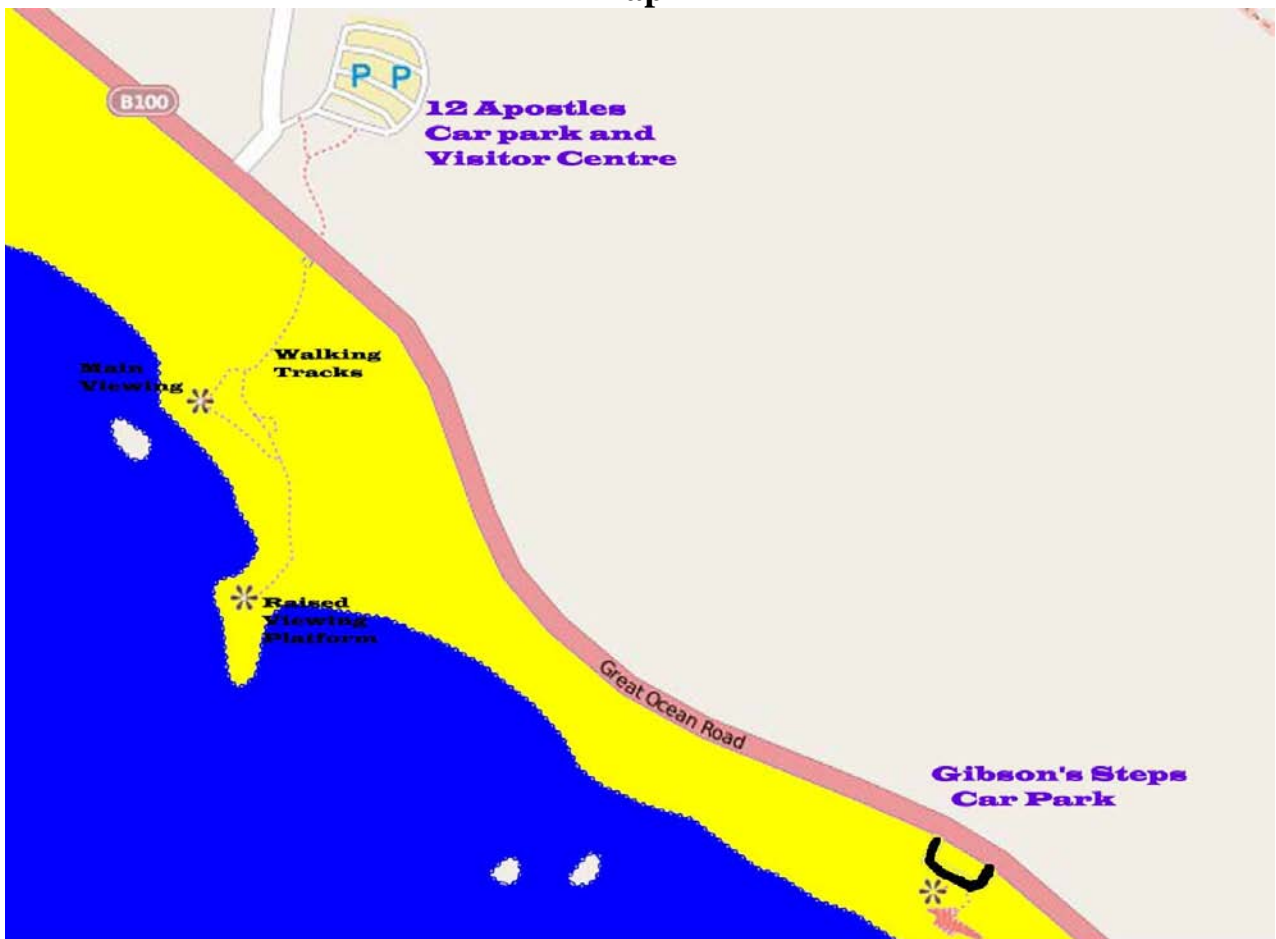 B100
P P
12 Apostles
Car park and
Visitor Centre
Walking
Tracks
Main
Viewing
Raised
Viewing
Platform
Great Ocean Road
Gibson's Steps
Car Park